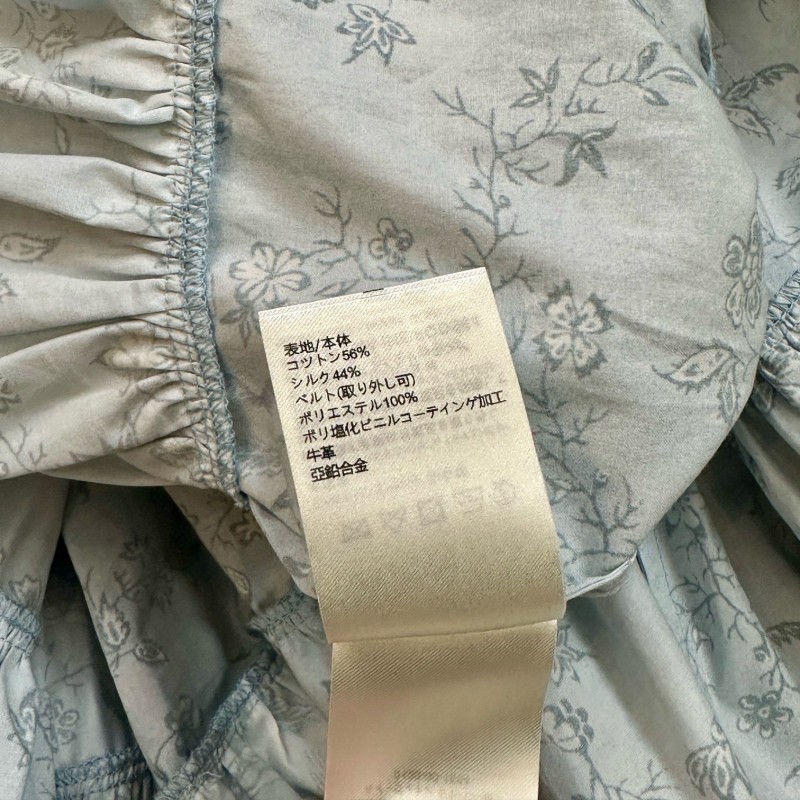 表地/本体
コットン56%
シルク44%
ベルト(取り外し可)
ポリエステル100%
ポリ塩化ビニルコーティング加工
牛革
亜鉛合金